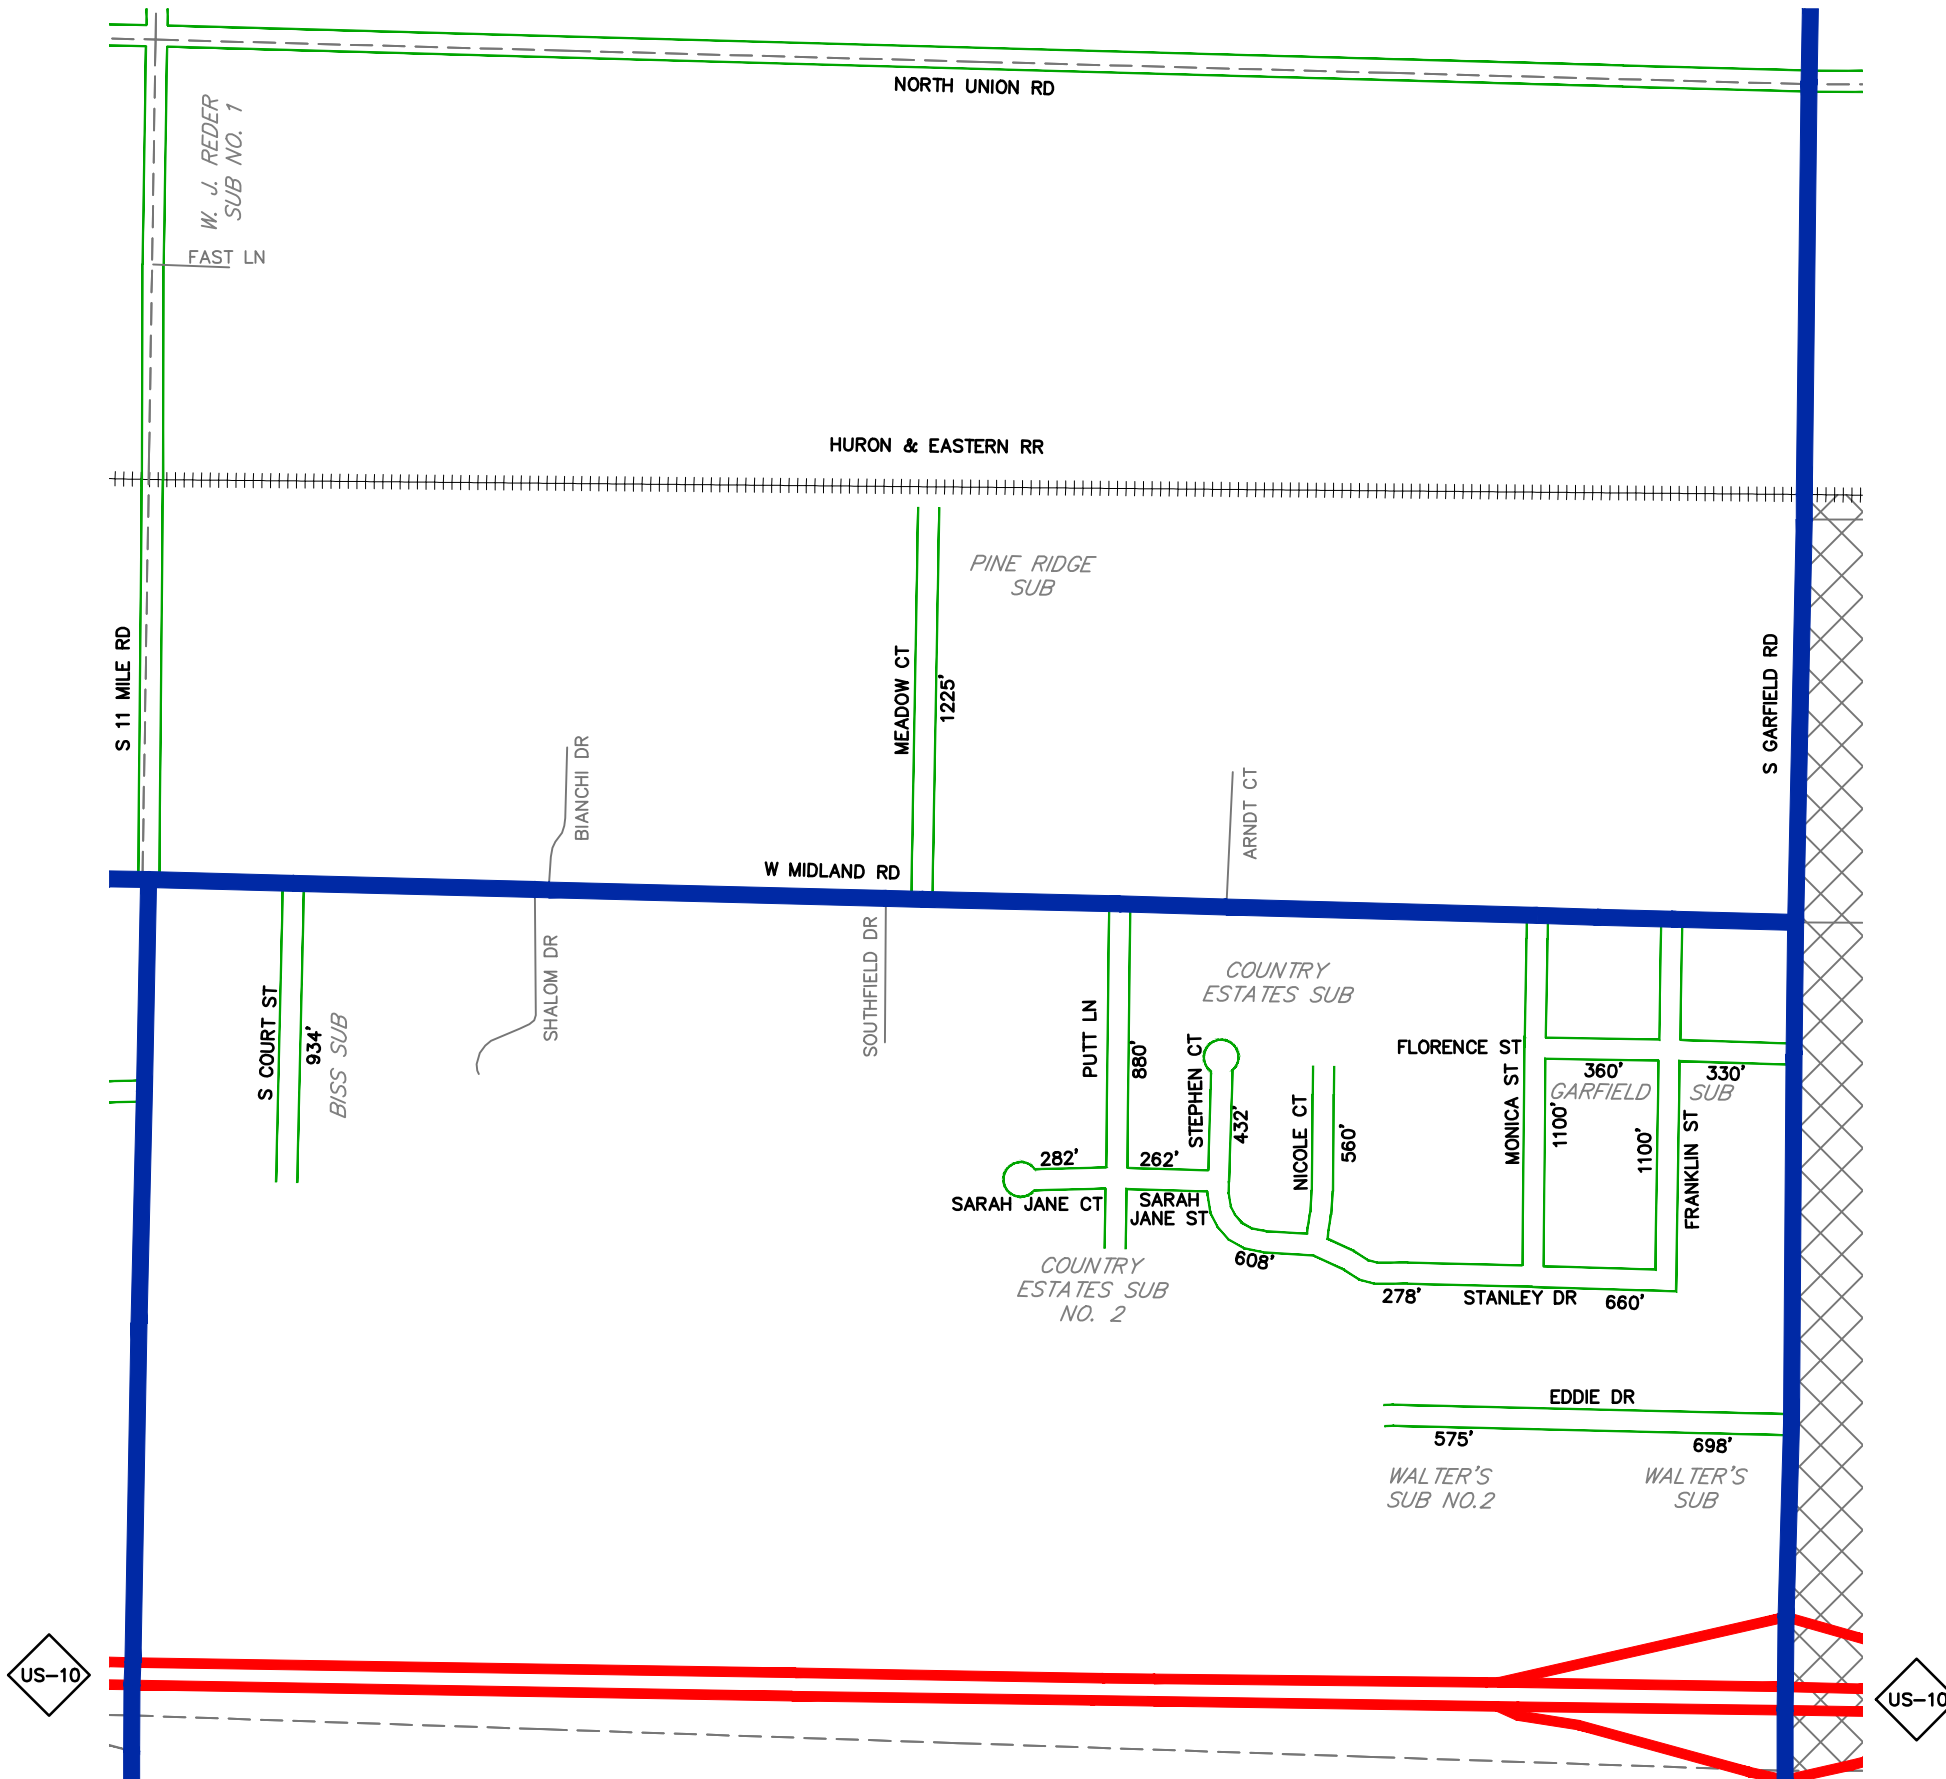 NORTH UNION RD
W. J. REDER
SUB NO. 1
FAST LN
HURON & EASTERN RR
PINE RIDGE
SUB
S 11 MILE RD
MEADOW CT
1225'
S GARFIELD RD
BIANCHI DR
ARNDT CT
W MIDLAND RD
S COURT ST
934'
BISS SUB
SHALOM DR
SOUTHFIELD DR
PUTT LN
880'
COUNTRY
ESTATES SUB
STEPHEN CT
432'
NICOLE CT
560'
FLORENCE ST
360'
330'
GARFIELD SUB
MONICA ST
1100'
1100'
FRANKLIN ST
282'
262'
SARAH JANE CT
SARAH
JANE ST
608'
COUNTRY
ESTATES SUB
NO. 2
278'
STANLEY DR
660'
EDDIE DR
575'
698'
WALTER'S
SUB NO.2
WALTER'S
SUB
US-10
US-10